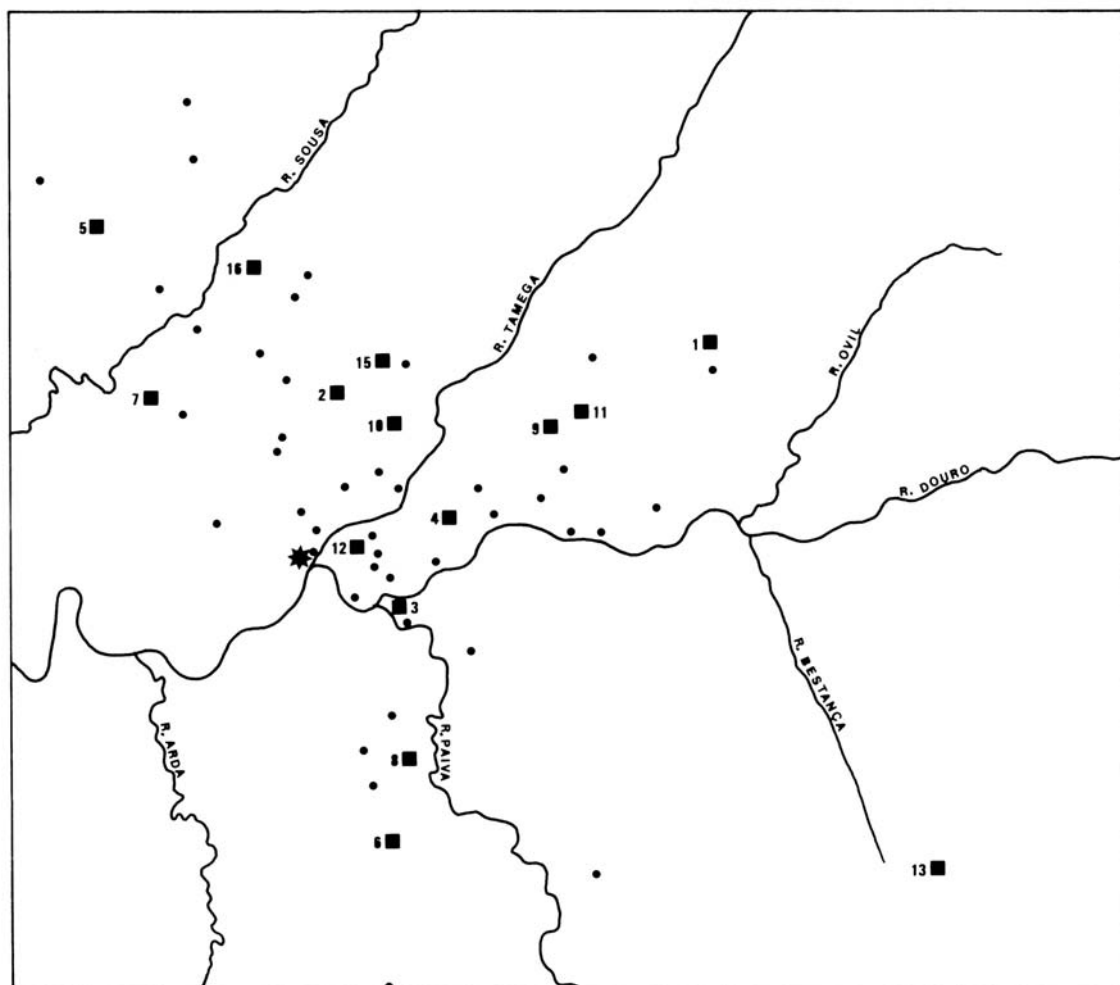 R. SOUSA
5
16
R. TAMEGA
1
R. OVIL
15
2
7
10
9
11
R. DOURO
4
12
3
R. BESTANÇA
R. ARDA
R. PAIVA
8
6
13